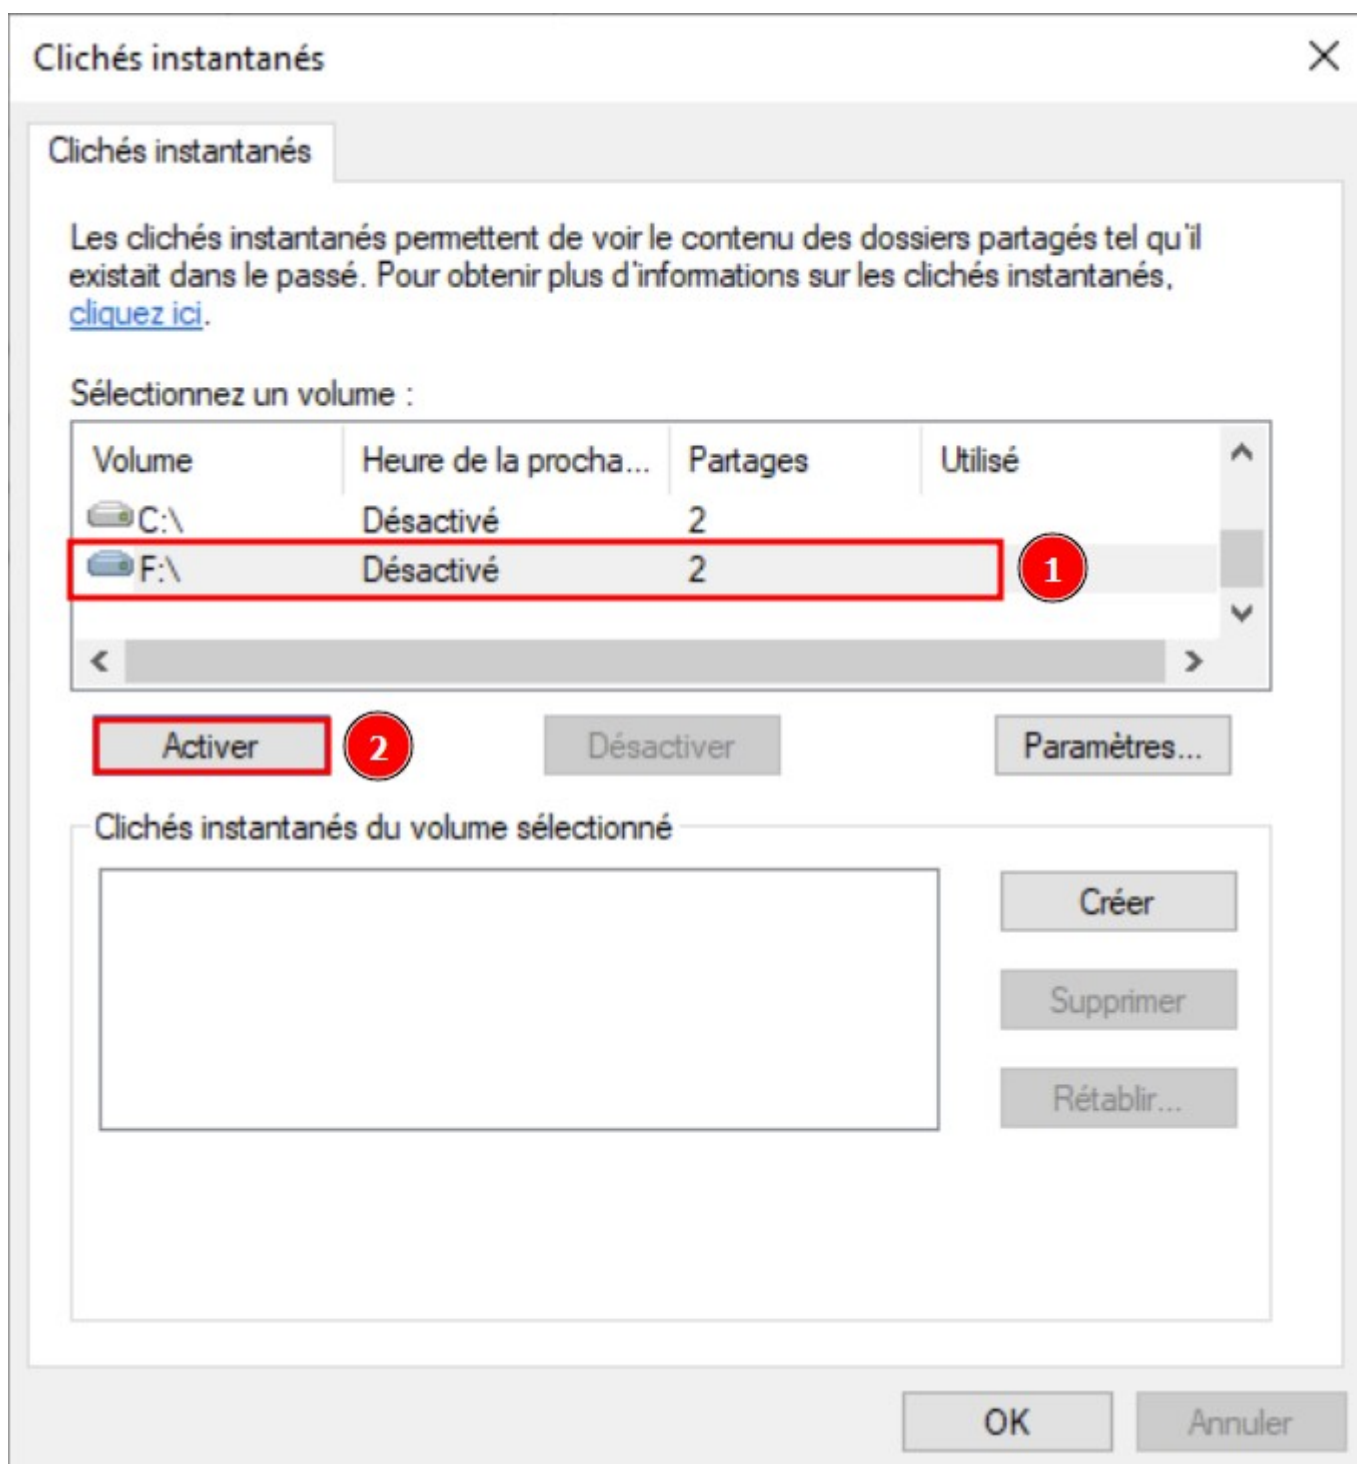 Clichés instantanés
Clichés instantanés
Les clichés instantanés permettent de voir le contenu des dossiers partagés tel qu'il
existait dans le passé. Pour obtenir plus d'informations sur les clichés instantanés,
cliquez ici.
Sélectionnez un volume :
Volume Heure de la procha... Partages Utilisé
C:\ Désactivé 2
F:\ Désactivé 2 1
Activer 2 Désactiver Paramètres...
Clichés instantanés du volume sélectionné
Créer
Supprimer
Rétablir...
OK Annuler